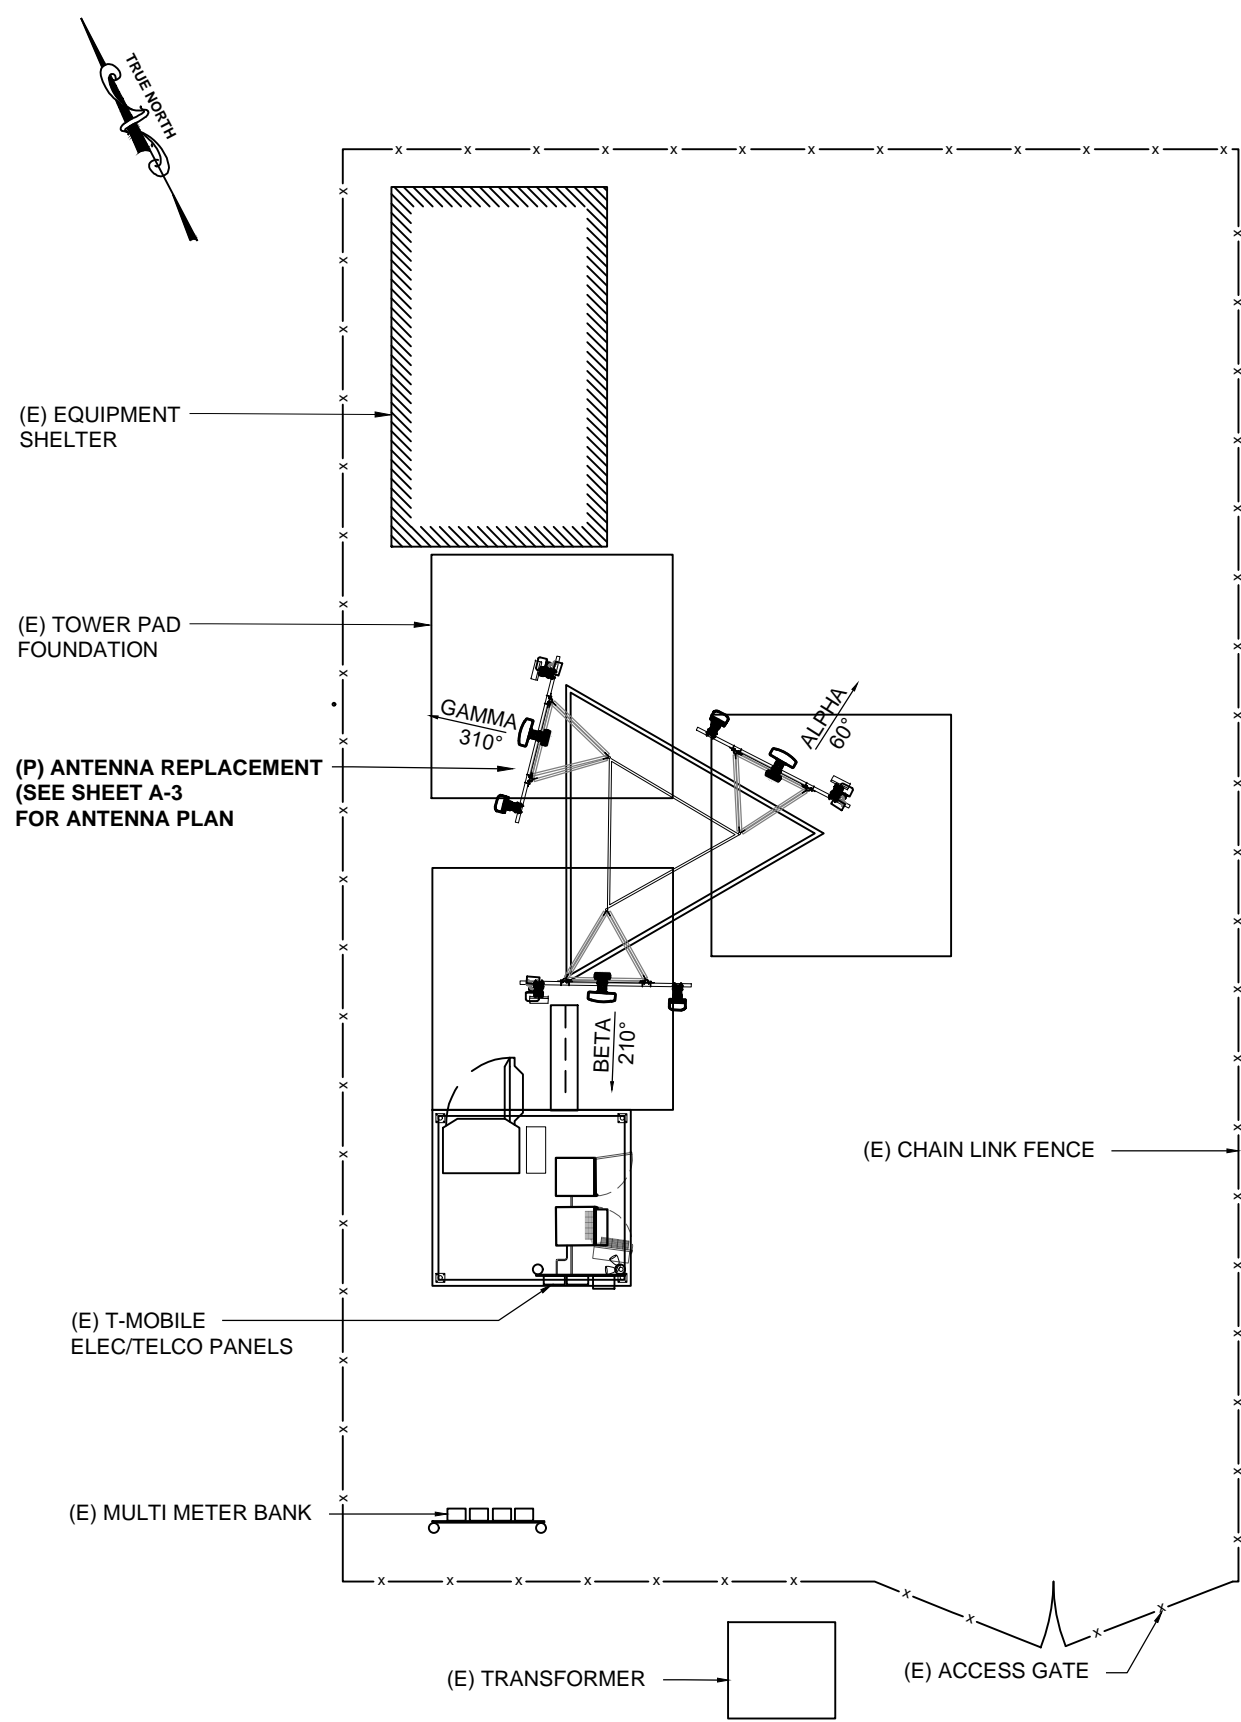 TRUE NORTH
(E) EQUIPMENT
SHELTER
(E) TOWER PAD
FOUNDATION
GAMMA
310°
ALPHA
60°
(P) ANTENNA REPLACEMENT
(SEE SHEET A-3
FOR ANTENNA PLAN
BETA
210°
(E) CHAIN LINK FENCE
(E) T-MOBILE
ELEC/TELCO PANELS
(E) MULTI METER BANK
(E) TRANSFORMER
(E) ACCESS GATE